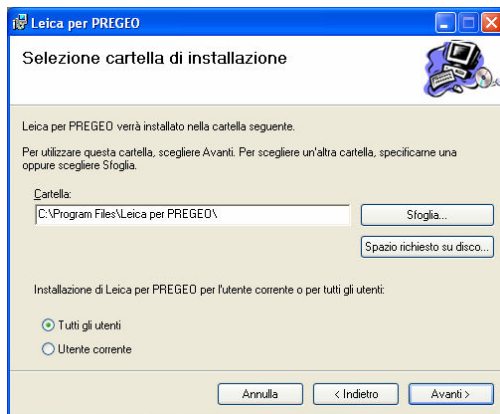 Leica per PREGEO
Selezione cartella di installazione
Leica per PREGEO verrà installato nella cartella seguente.
Per utilizzare questa cartella, scegliere Avanti. Per scegliere un'altra cartella, specificarne una
oppure scegliere Sfoglia.
Cartella:
C:\Program Files\Leica per PREGEO\
Sfoglia...
Spazio richiesto su disco...
Installazione di Leica per PREGEO per l'utente corrente o per tutti gli utenti:
Tutti gli utenti
Utente corrente
Annulla
< Indietro
Avanti >